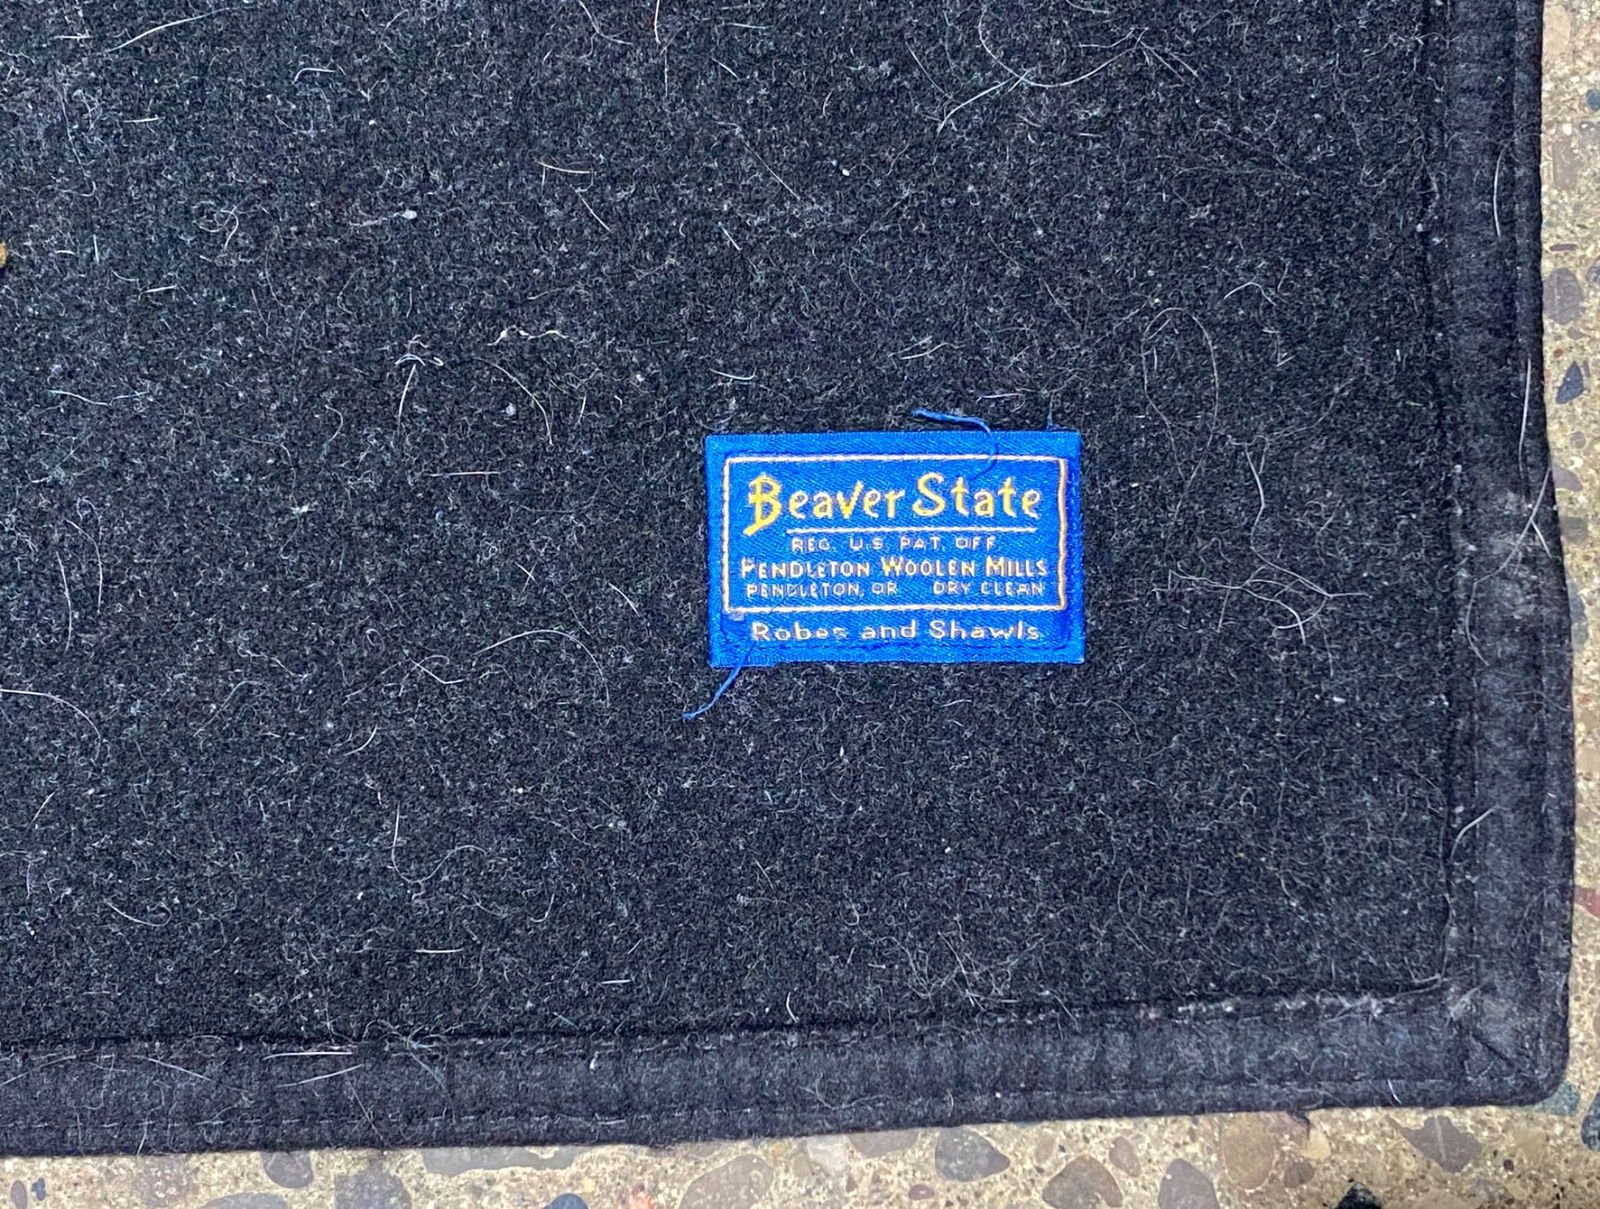 Beaver State
REG. U.S. PAT. OFF
PENDLETON WOOLEN MILLS
PENDLETON, OR DRY CLEAN
Robes and Shawls